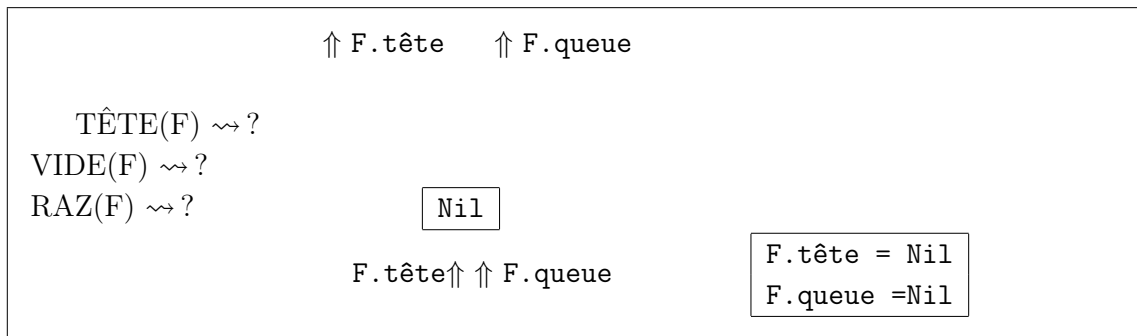 ⇑ F.tête ⇑ F.queue
TÊTE(F) ⇝ ?
VIDE(F) ⇝ ?
RAZ(F) ⇝ ?
Nil
F.tête⇑ ⇑ F.queue
F.tête = Nil
F.queue =Nil